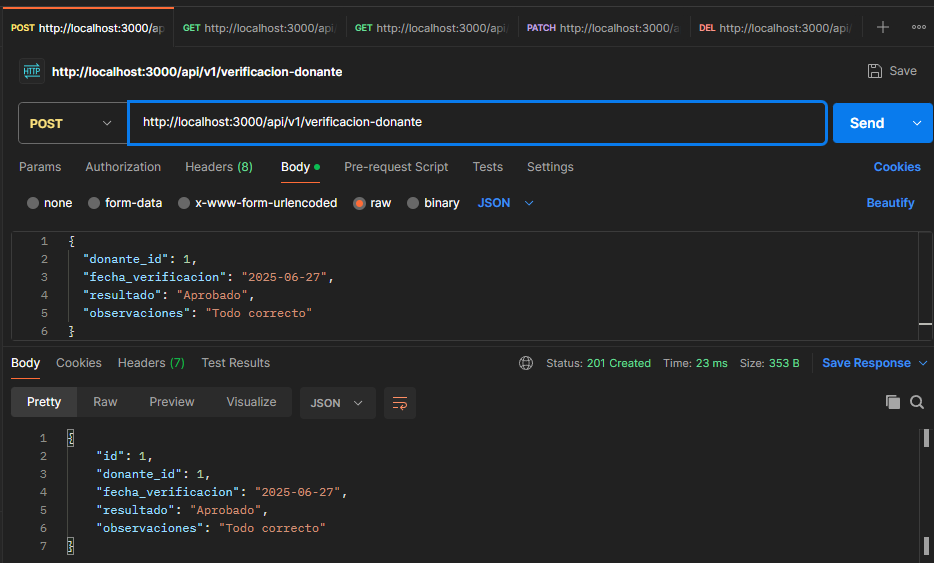 POST http://localhost:3000/ap GET http://localhost:3000/api/ GET http://localhost:3000/api/ PATCH http://localhost:3000/a DEL http://localhost:3000/api/
HTTP http://localhost:3000/api/v1/verificacion-donante Save
POST http://localhost:3000/api/v1/verificacion-donante Send
Params Authorization Headers (8) Body Pre-request Script Tests Settings Cookies
none form-data x-www-form-urlencoded raw binary JSON Beautify
1 {
2 "donante_id": 1,
3 "fecha_verificacion": "2025-06-27",
4 "resultado": "Aprobado",
5 "observaciones": "Todo correcto"
6 }
Body Cookies Headers (7) Test Results Status: 201 Created Time: 23 ms Size: 353 B Save Response
Pretty Raw Preview Visualize JSON
1 {
2 "id": 1,
3 "donante_id": 1,
4 "fecha_verificacion": "2025-06-27",
5 "resultado": "Aprobado",
6 "observaciones": "Todo correcto"
7 }